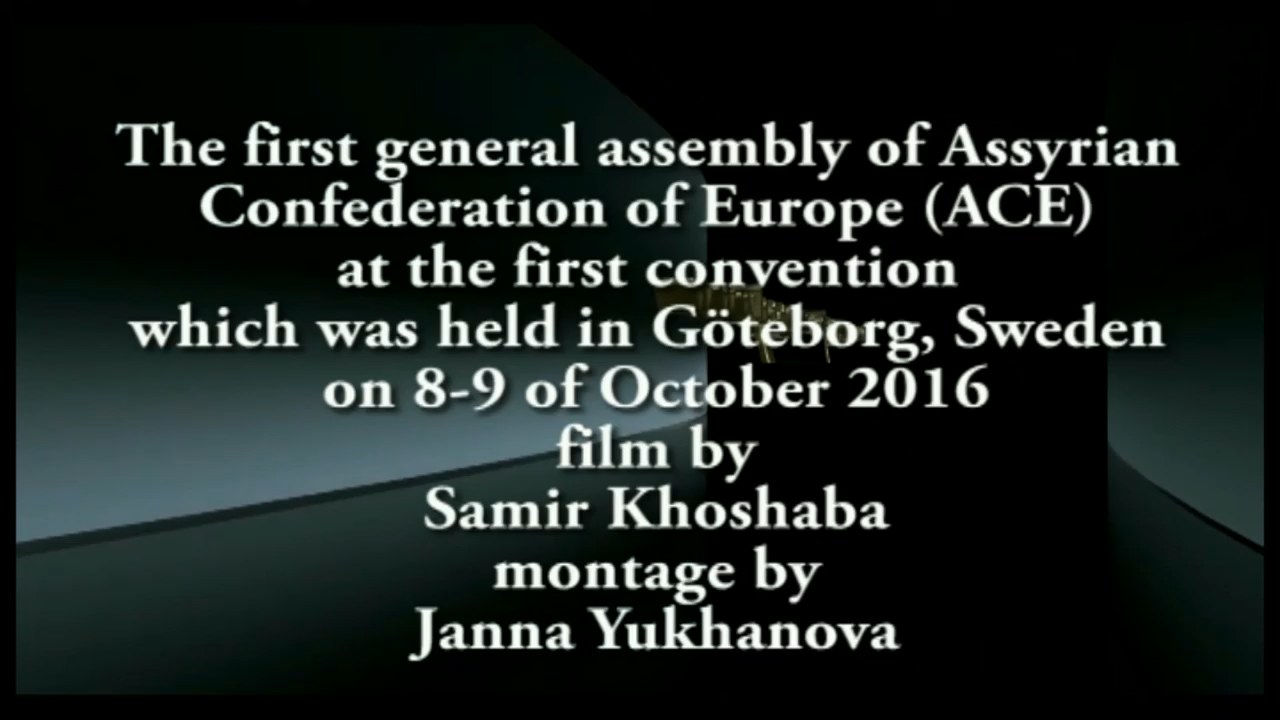 The first general assembly of Assyrian
Confederation of Europe (ACE)
at the first convention
which was held in Göteborg, Sweden
on 8-9 of October 2016
film by
Samir Khoshaba
montage by
Janna Yukhanova